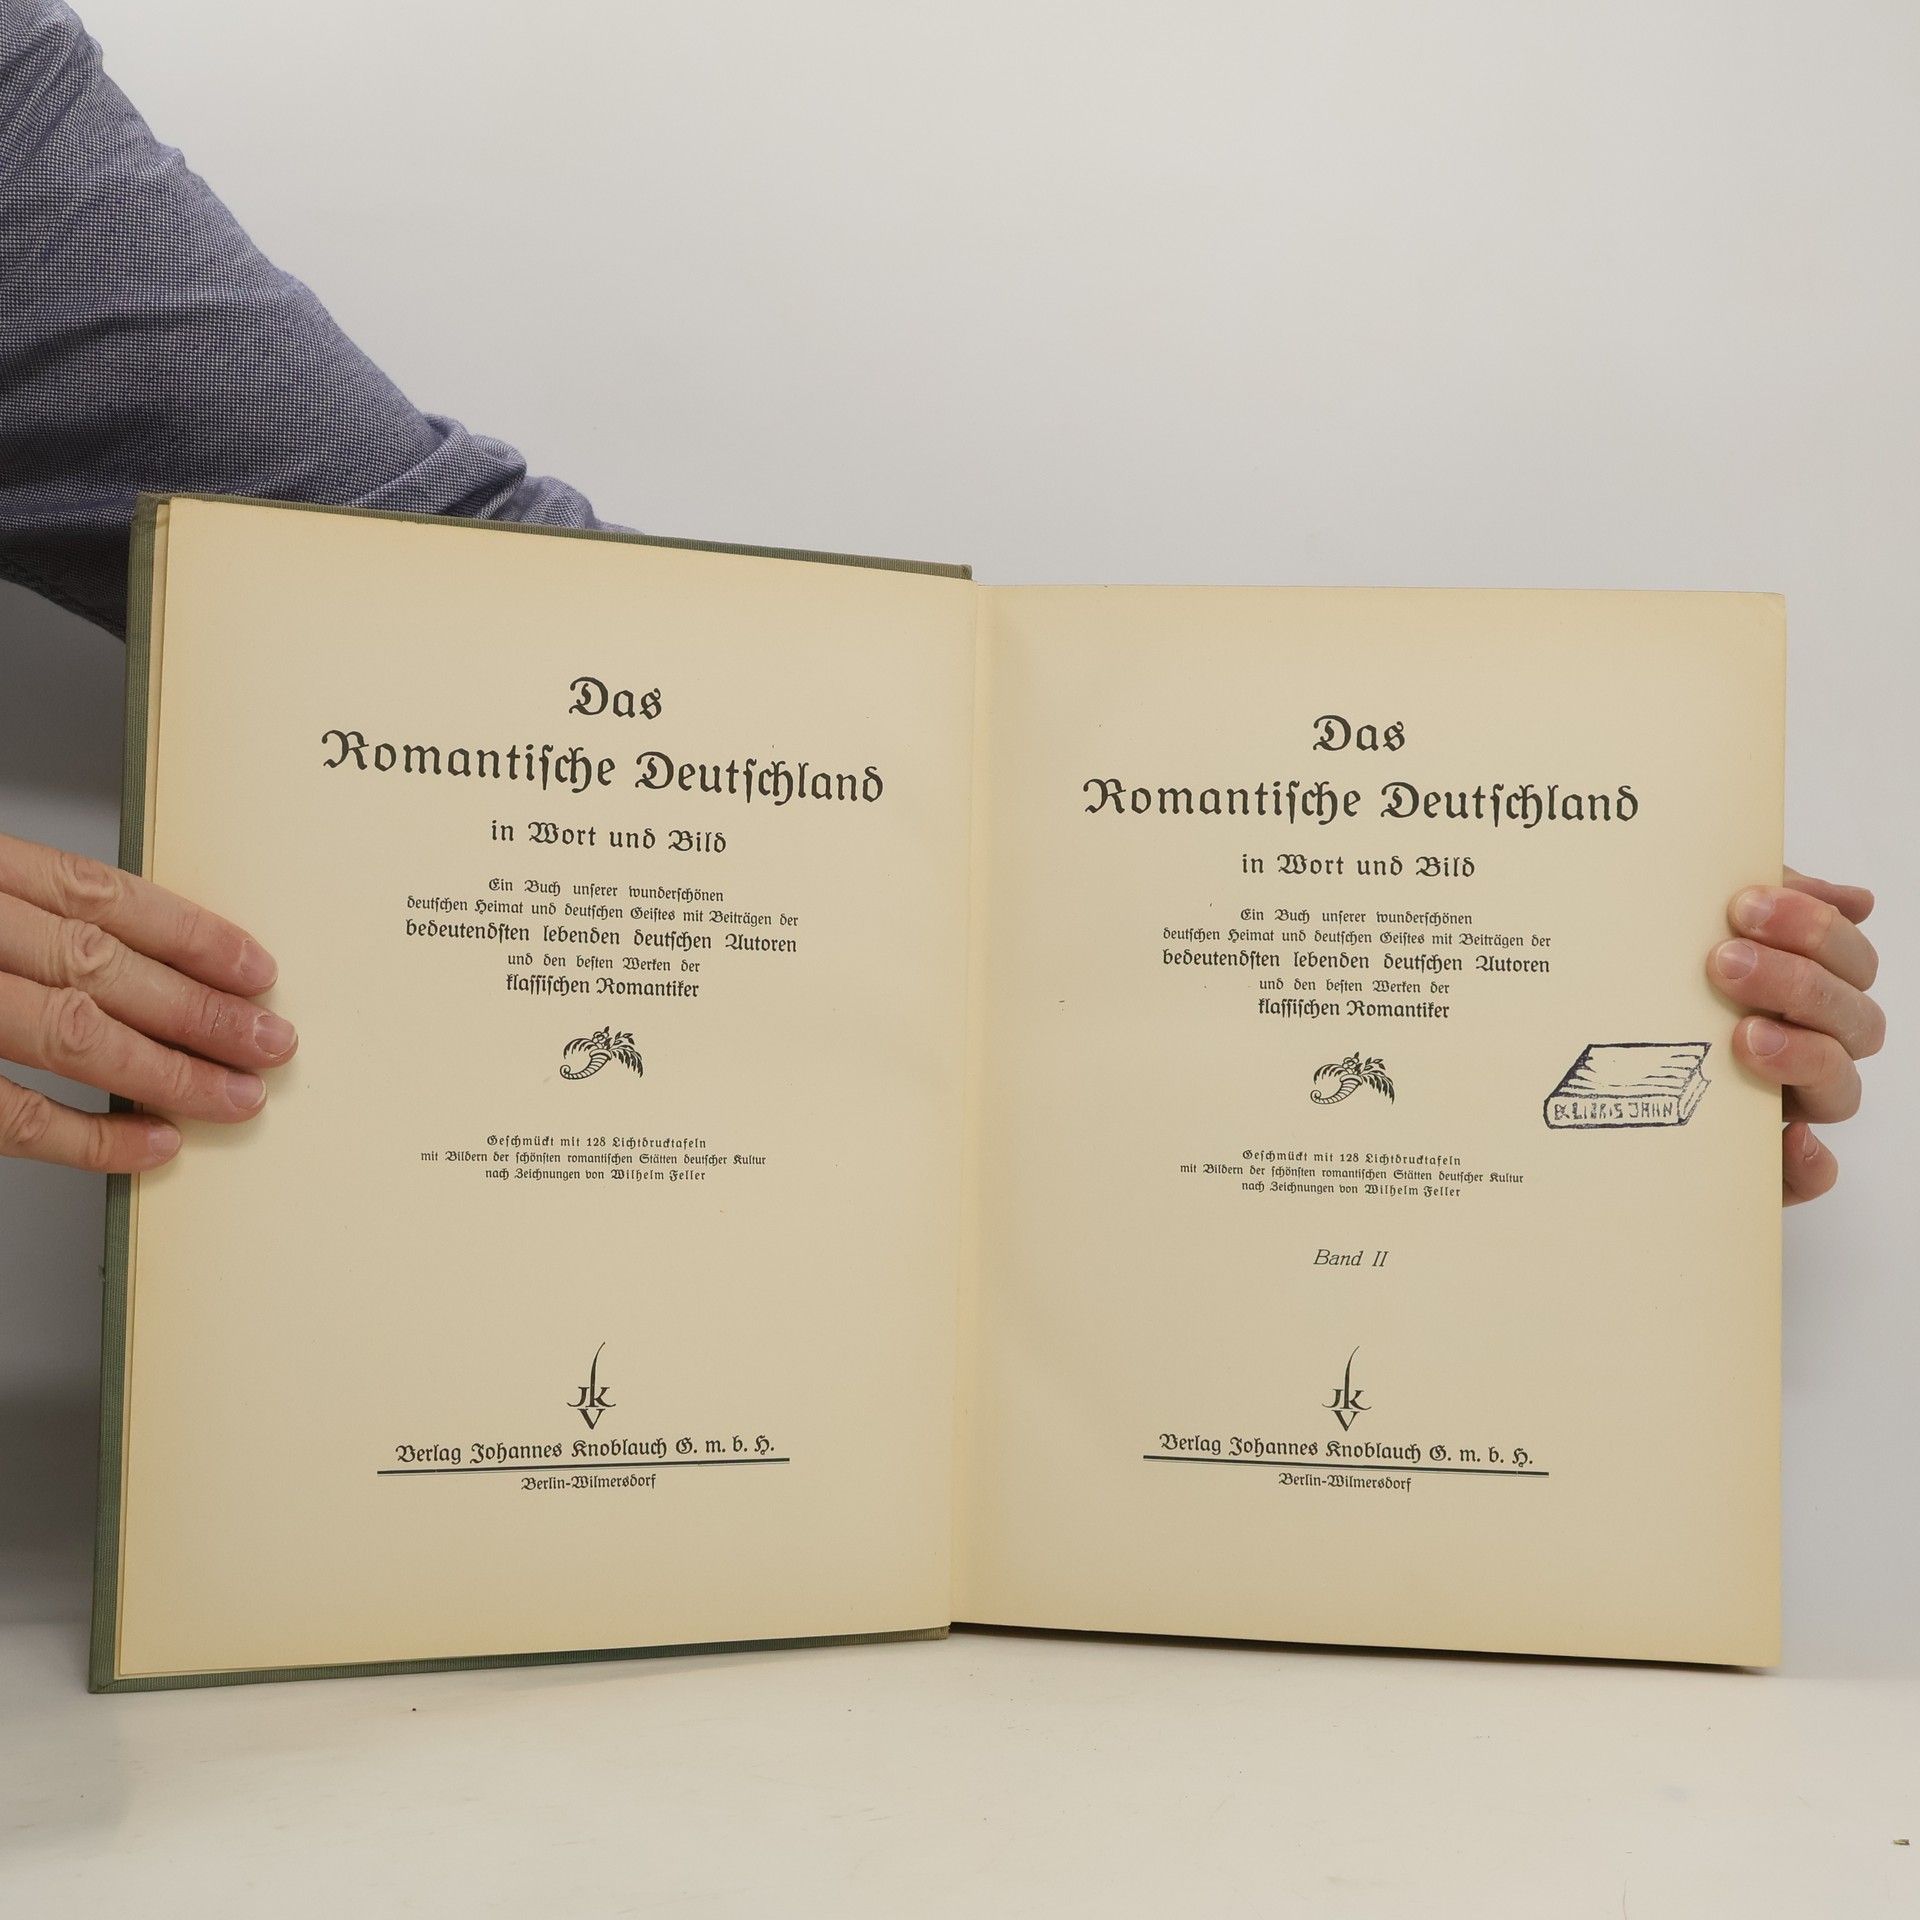 Das
Romantische Deutschland
in Wort und Bild
Ein Buch unserer wunderschönen
deutschen Heimat und deutschen Geistes mit Beiträgen der
bedeutendsten lebenden deutschen Autoren
und den besten Werken der
klassischen Romantiker
Geschmückt mit 128 Lichtdrucktafeln
mit Bildern der schönsten romantischen Stätten deutscher Kultur
nach Zeichnungen von Wilhelm Feller
JKV
Verlag Johannes Knoblauch G. m. b. H.
Berlin-Wilmersdorf
Das
Romantische Deutschland
in Wort und Bild
Ein Buch unserer wunderschönen
deutschen Heimat und deutschen Geistes mit Beiträgen der
bedeutendsten lebenden deutschen Autoren
und den besten Werken der
klassischen Romantiker
EX LIBRIS JAHN
Geschmückt mit 128 Lichtdrucktafeln
mit Bildern der schönsten romantischen Stätten deutscher Kultur
nach Zeichnungen von Wilhelm Feller
Band II
JKV
Verlag Johannes Knoblauch G. m. b. H.
Berlin-Wilmersdorf